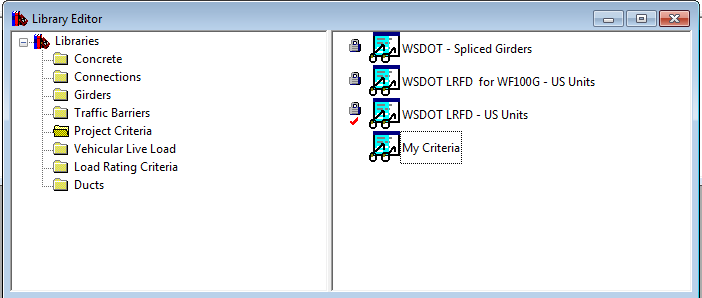 Library Editor
Libraries
Concrete
Connections
Girders
Traffic Barriers
Project Criteria
Vehicular Live Load
Load Rating Criteria
Ducts
WSDOT - Spliced Girders
WSDOT LRFD for WF100G - US Units
WSDOT LRFD - US Units
My Criteria